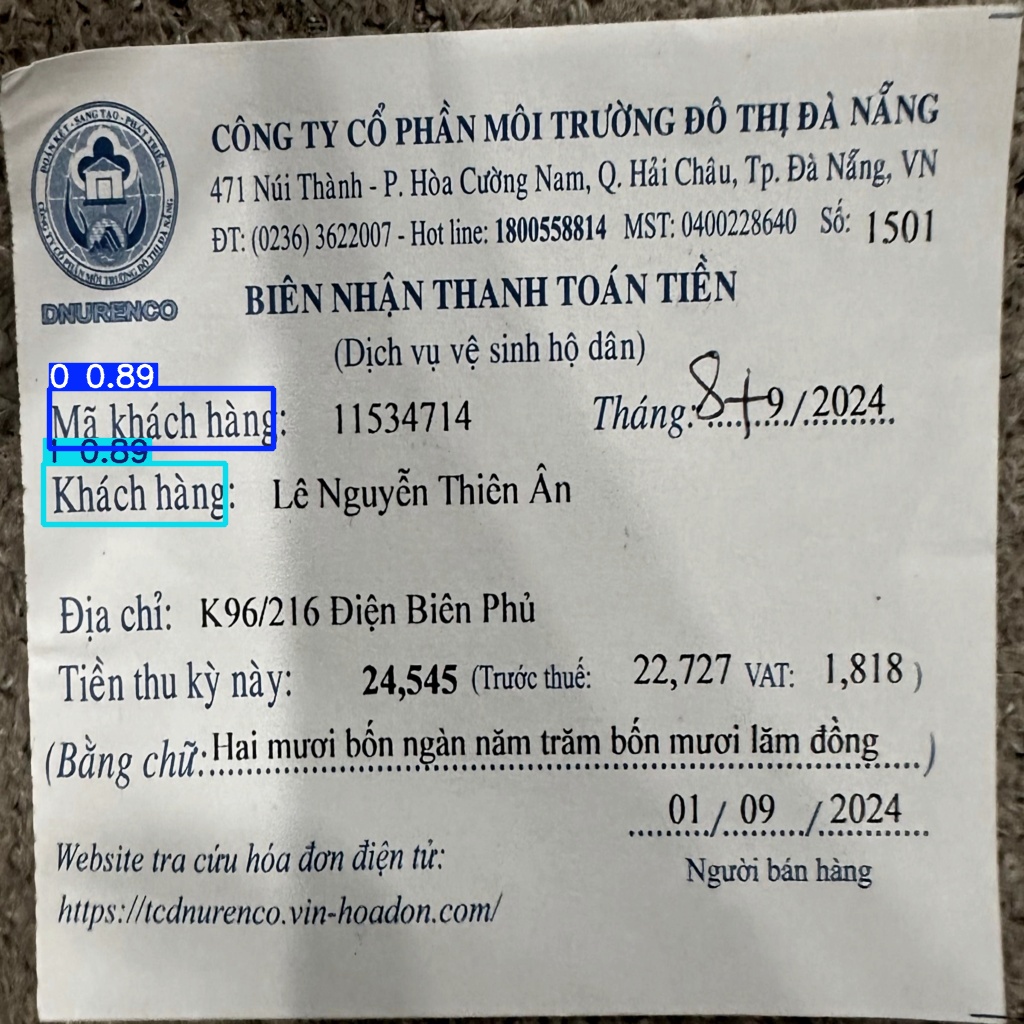 ĐOÀN KẾT - SANG TẠO - PHÁT TRIỂN
CÔNG TY CỔ PHẦN MÔI TRƯỜNG ĐÔ THỊ ĐÀ NẴNG
DNURENCO
CÔNG TY CỔ PHẦN MÔI TRƯỜNG ĐÔ THỊ ĐÀ NẴNG
471 Núi Thành - P. Hòa Cường Nam, Q. Hải Châu, Tp. Đà Nẵng, VN
ĐT: (0236) 3622007 - Hot line: 1800558814 MST: 0400228640 Số: 1501
BIÊN NHẬN THANH TOÁN TIỀN
(Dịch vụ vệ sinh hộ dân)
0 0.89
Mã khách hàng: 11534714 Tháng: 8+9/2024
1 0.89
Khách hàng: Lê Nguyễn Thiên Ân
Địa chỉ: K96/216 Điện Biên Phủ
Tiền thu kỳ này: 24,545 (Trước thuế: 22,727 VAT: 1,818 )
(Bằng chữ: Hai mươi bốn ngàn năm trăm bốn mươi lăm đồng )
01 / 09 / 2024
Người bán hàng
Website tra cứu hóa đơn điện tử:
https://tcdnurenco.vin-hoadon.com/